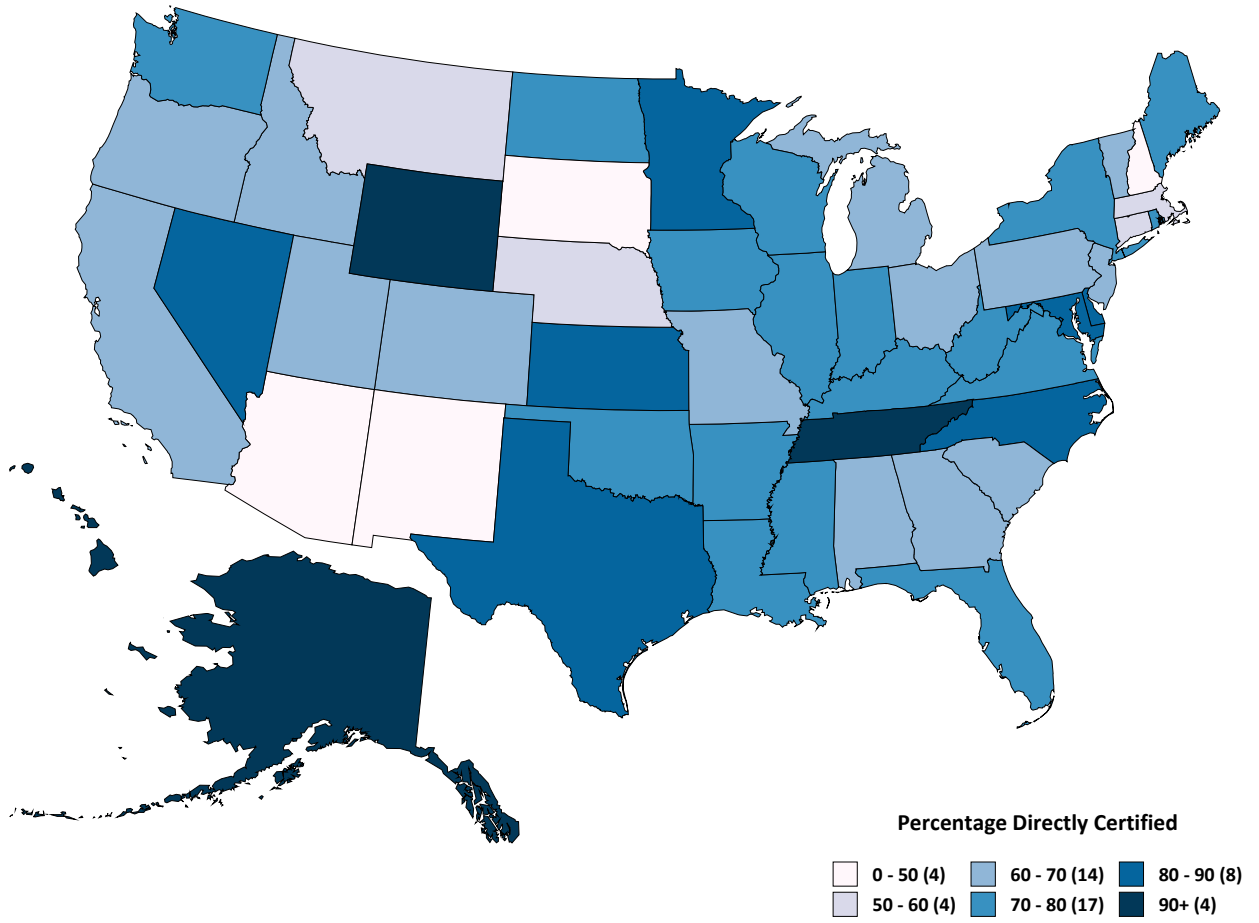 Percentage Directly Certified
0 - 50 (4) 60 - 70 (14) 80 - 90 (8)
50 - 60 (4) 70 - 80 (17) 90+ (4)